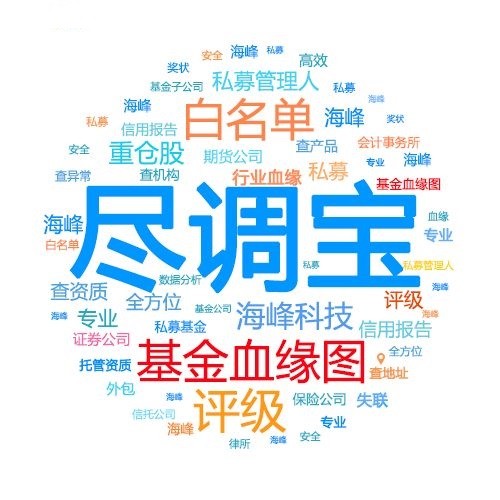 安全 海峰 私募
奖状 高效
基金子公司 私募管理人 私募
海峰 白名单 海峰 海峰
私募 信用报告 奖状
安全 重仓股 期货公司 查产品 会计事务所
专业 海峰
查异常 查机构 行业血缘 私募 基金血缘图
海峰 尽调宝 血缘
白名单 专业
私募 私募管理人
数据分析
查资质 全方位 基金公司 海峰
评级
海峰 专业 私募基金 海峰科技 信用报告 海峰
证券公司
基金血缘图 全方位
托管资质 查地址
外包 海峰
信托公司 评级 保险公司 失联
海峰 专业
律所 海峰 安全